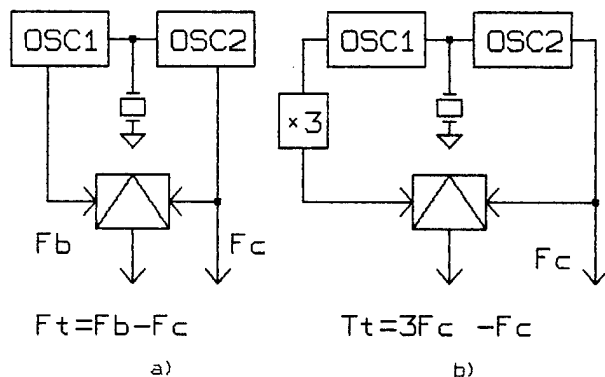 OSC1 OSC2
OSC1 OSC2
×3
Fb Fc
Fc
Ft=Fb-Fc
Tt=3Fc -Fc
a)
b)